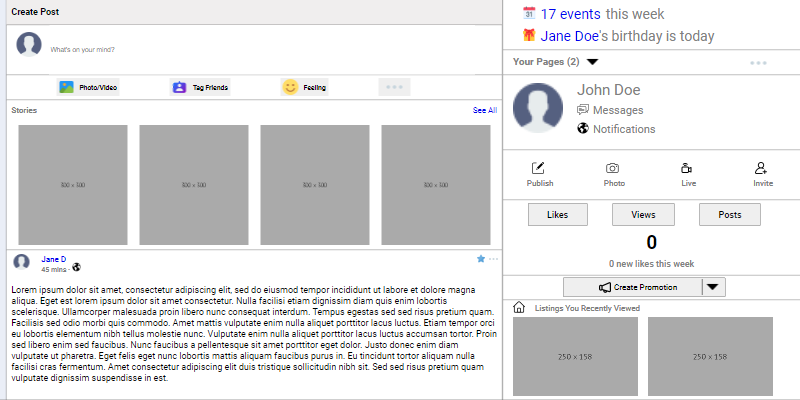 Create Post
What's on your mind?
Photo/Video
Tag Friends
Feeling
Stories
See All
500 x 500
500 x 500
500 x 500
500 x 500
Jane D
45 mins ·
Lorem ipsum dolor sit amet, consectetur adipiscing elit, sed do eiusmod tempor incididunt ut labore et dolore magna
aliqua. Eget est lorem ipsum dolor sit amet consectetur. Nulla facilisi etiam dignissim diam quis enim lobortis
scelerisque. Ullamcorper malesuada proin libero nunc consequat interdum. Tempus egestas sed sed risus pretium quam.
Facilisis sed odio morbi quis commodo. Amet mattis vulputate enim nulla aliquet porttitor lacus luctus. Etiam tempor orci
eu lobortis elementum nibh tellus molestie nunc. Vulputate enim nulla aliquet porttitor lacus luctus accumsan tortor. Proin
sed libero enim sed faucibus. Nunc faucibus a pellentesque sit amet porttitor eget dolor. Justo donec enim diam
vulputate ut pharetra. Eget felis eget nunc lobortis mattis aliquam faucibus purus in. Eu tincidunt tortor aliquam nulla
facilisi cras fermentum. Amet consectetur adipiscing elit duis tristique sollicitudin nibh sit. Sed sed risus pretium quam
vulputate dignissim suspendisse in est.
17 events this week
Jane Doe's birthday is today
Your Pages (2)
John Doe
Messages
Notifications
Publish
Photo
Live
Invite
Likes
Views
Posts
0
0 new likes this week
Create Promotion
Listings You Recently Viewed
250 x 158
250 x 158